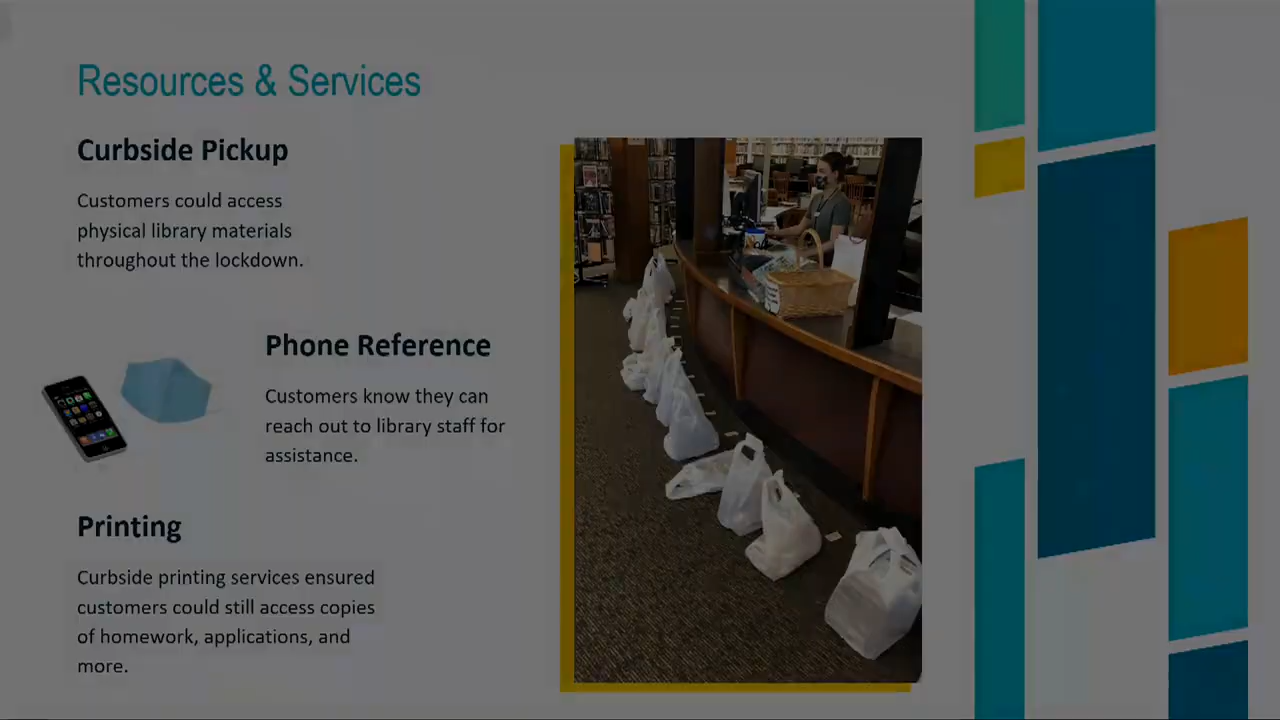 Resources & Services
Curbside Pickup
Customers could access
physical library materials
throughout the lockdown.
Phone Reference
Customers know they can
reach out to library staff for
assistance.
Printing
Curbside printing services ensured
customers could still access copies
of homework, applications, and
more.